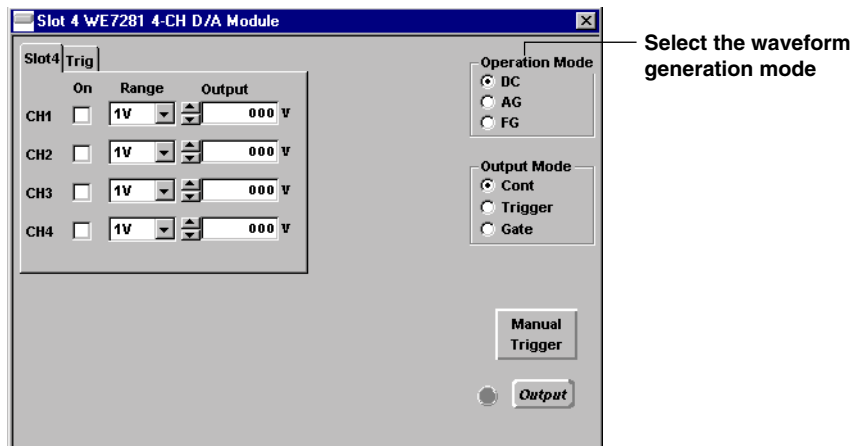 Slot 4 WE7281 4-CH D/A Module
Slot4 Trig
On Range Output
CH1 1V 000 V
CH2 1V 000 V
CH3 1V 000 V
CH4 1V 000 V
Operation Mode
DC
AG
FG
Output Mode
Cont
Trigger
Gate
Manual
Trigger
Output
Select the waveform
generation mode